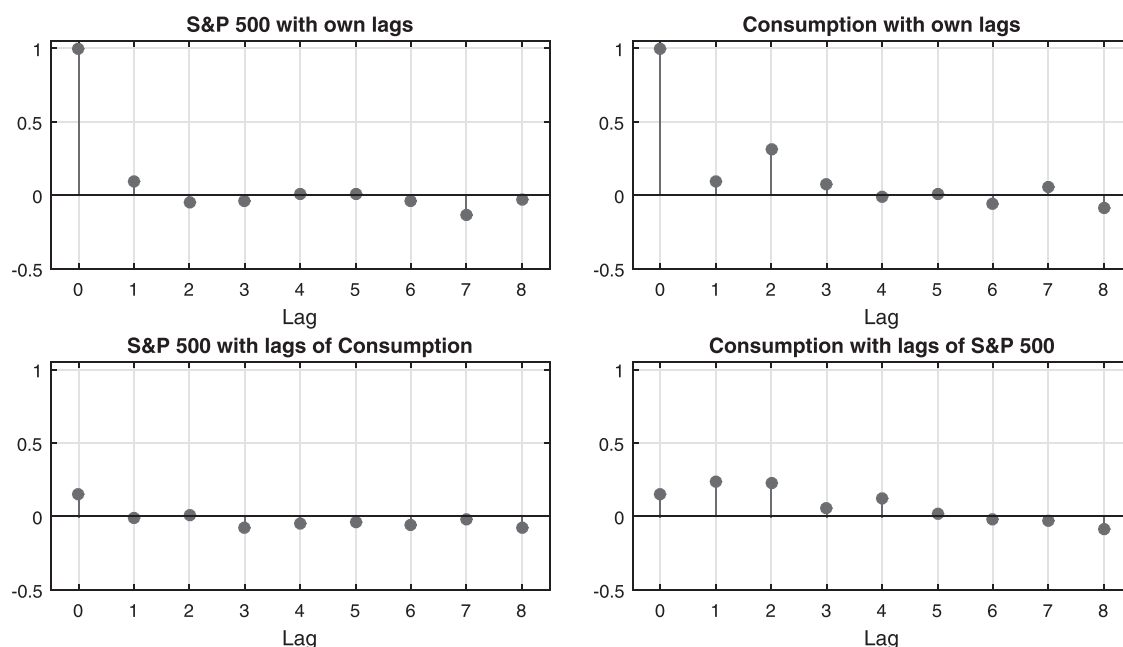 S&P 500 with own lags
1
0.5
0
-0.5
0 1 2 3 4 5 6 7 8
Lag
Consumption with own lags
1
0.5
0
-0.5
0 1 2 3 4 5 6 7 8
Lag
S&P 500 with lags of Consumption
1
0.5
0
-0.5
0 1 2 3 4 5 6 7 8
Lag
Consumption with lags of S&P 500
1
0.5
0
-0.5
0 1 2 3 4 5 6 7 8
Lag